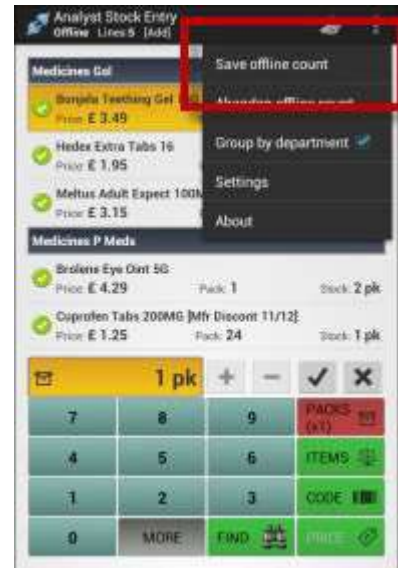 Analyst Stock Entry
Offline Lines 5 [Add]
Save offline count
Abandon offline count
Group by department
Settings
About
Medicines Gsl
Bonjela Teething Gel
Price £ 3.49
Hedex Extra Tabs 16
Price £ 1.95
Meltus Adult Expect 100M
Price £ 3.15
Medicines P Meds
Brolene Eye Oint 5G
Price £ 4.29 Pack 1 Stock 2 pk
Cuprofen Tabs 200MG [Mfr Discont 11/12]
Price £ 1.25 Pack 24 Stock 1 pk
1 pk + −
7 8 9 PACKS (x1)
4 5 6 ITEMS
1 2 3 CODE
0 MORE FIND PRICE